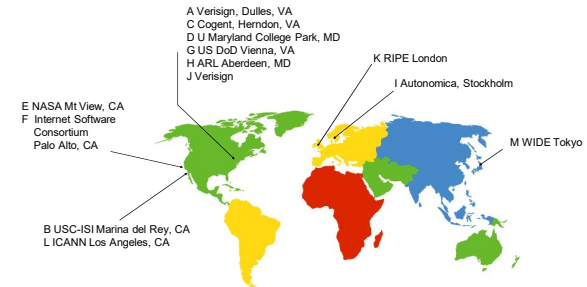 A Verisign, Dulles, VA
C Cogent, Herndon, VA
D U Maryland College Park, MD
G US DoD Vienna, VA
H ARL Aberdeen, MD
J Verisign
K RIPE London
I Autonomica, Stockholm
E NASA Mt View, CA
F Internet Software
Consortium
Palo Alto, CA
M WIDE Tokyo
B USC-ISI Marina del Rey, CA
L ICANN Los Angeles, CA